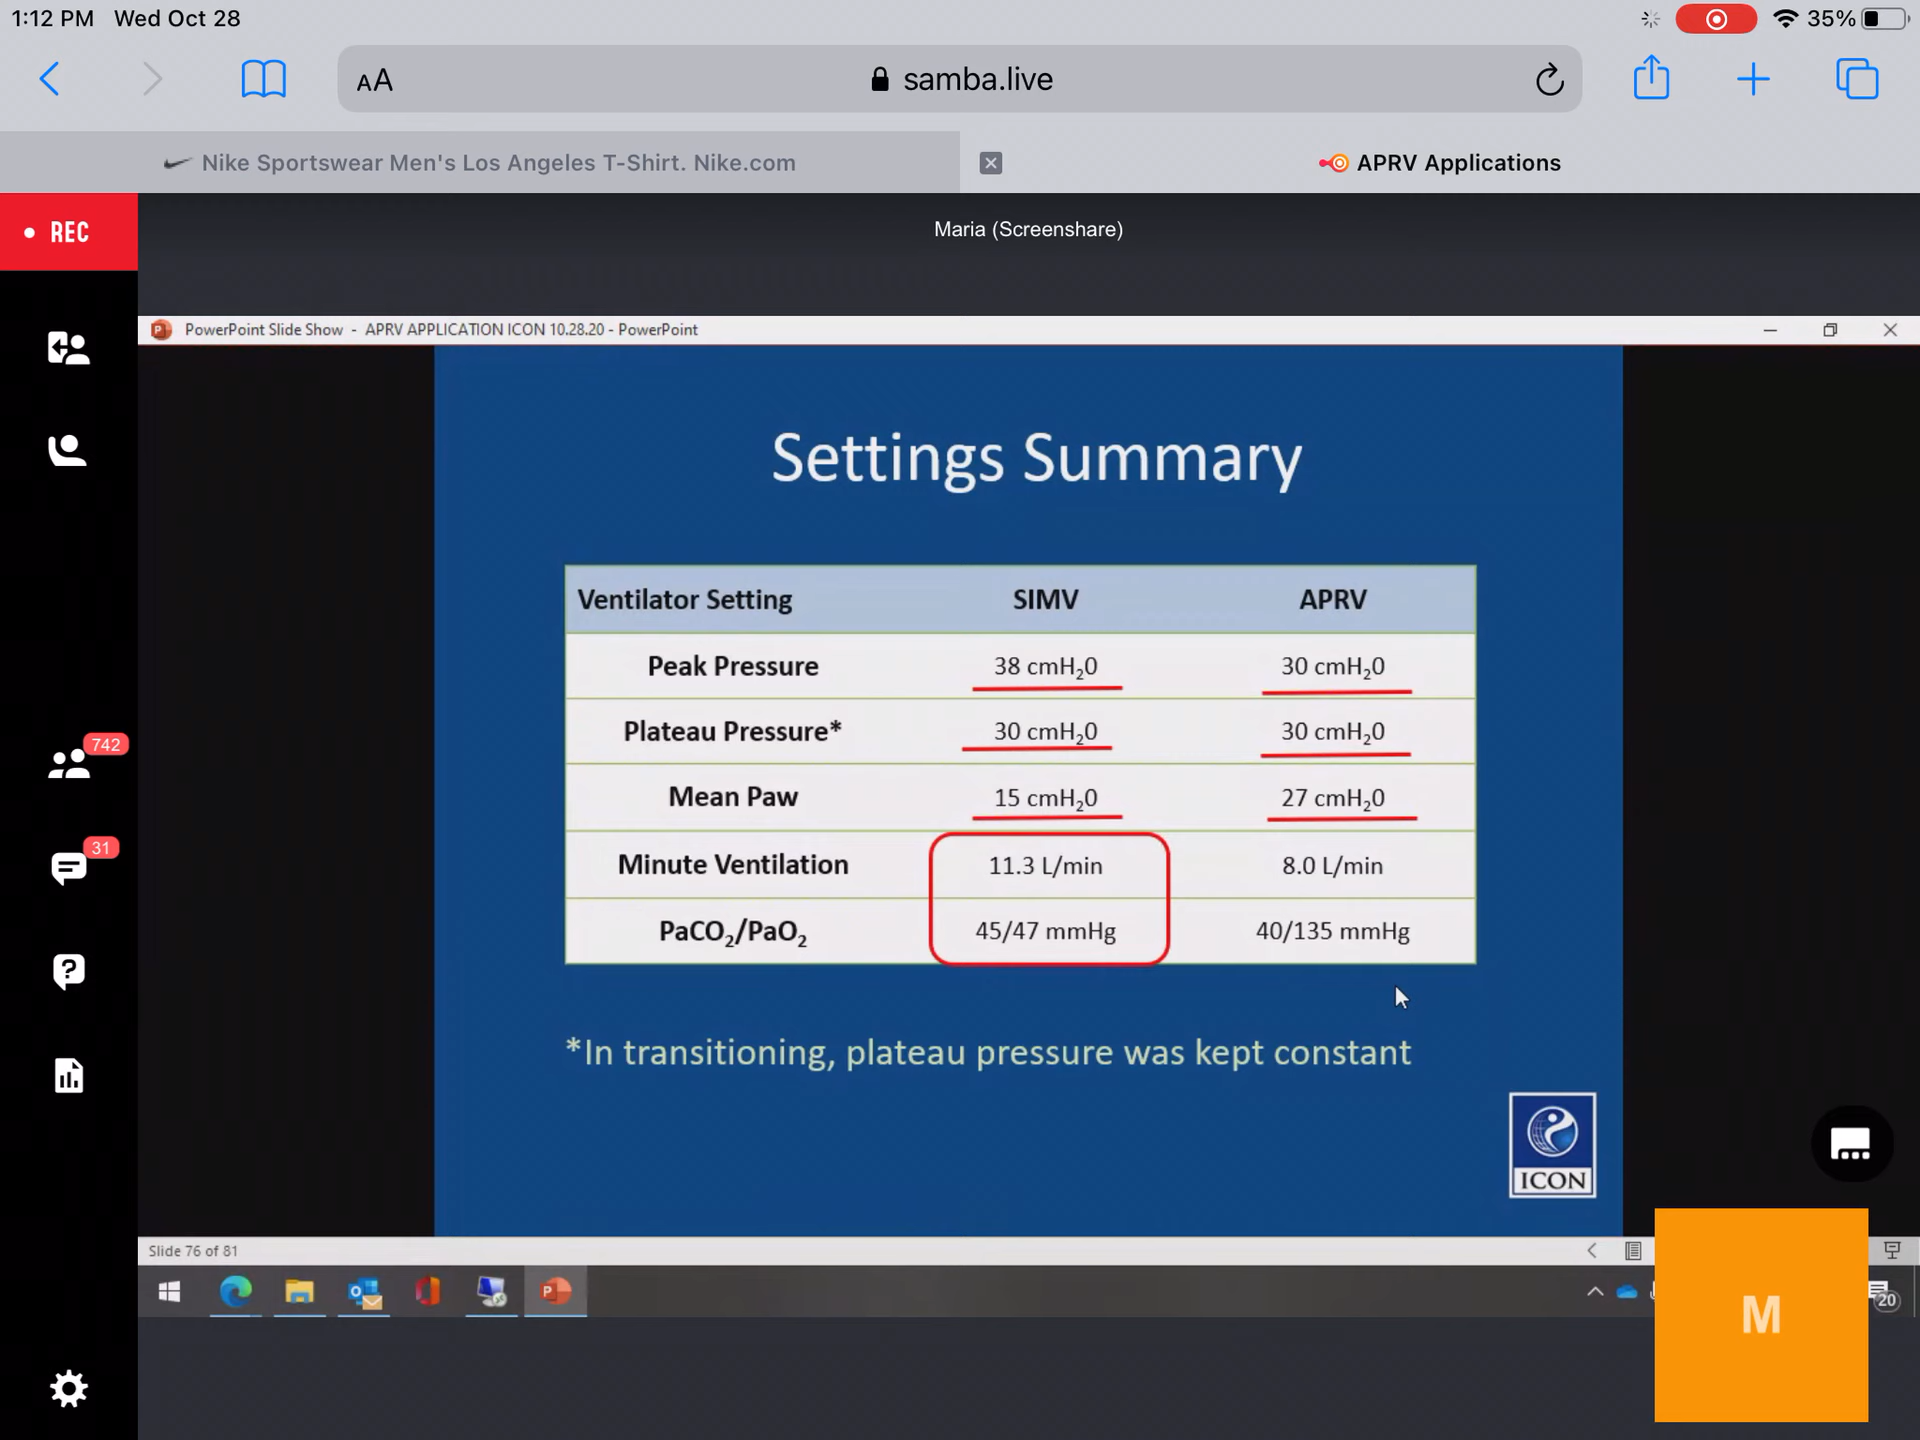 1:12 PM Wed Oct 28
35%
AA
samba.live
Nike Sportswear Men's Los Angeles T-Shirt. Nike.com
APRV Applications
REC
Maria (Screenshare)
PowerPoint Slide Show - APRV APPLICATION ICON 10.28.20 - PowerPoint
Settings Summary
Ventilator Setting SIMV APRV
Peak Pressure 38 cmH₂0 30 cmH₂0
Plateau Pressure* 30 cmH₂0 30 cmH₂0
Mean Paw 15 cmH₂0 27 cmH₂0
Minute Ventilation 11.3 L/min 8.0 L/min
PaCO₂/PaO₂ 45/47 mmHg 40/135 mmHg
*In transitioning, plateau pressure was kept constant
ICON
742
31
?
Slide 76 of 81
P
20
M